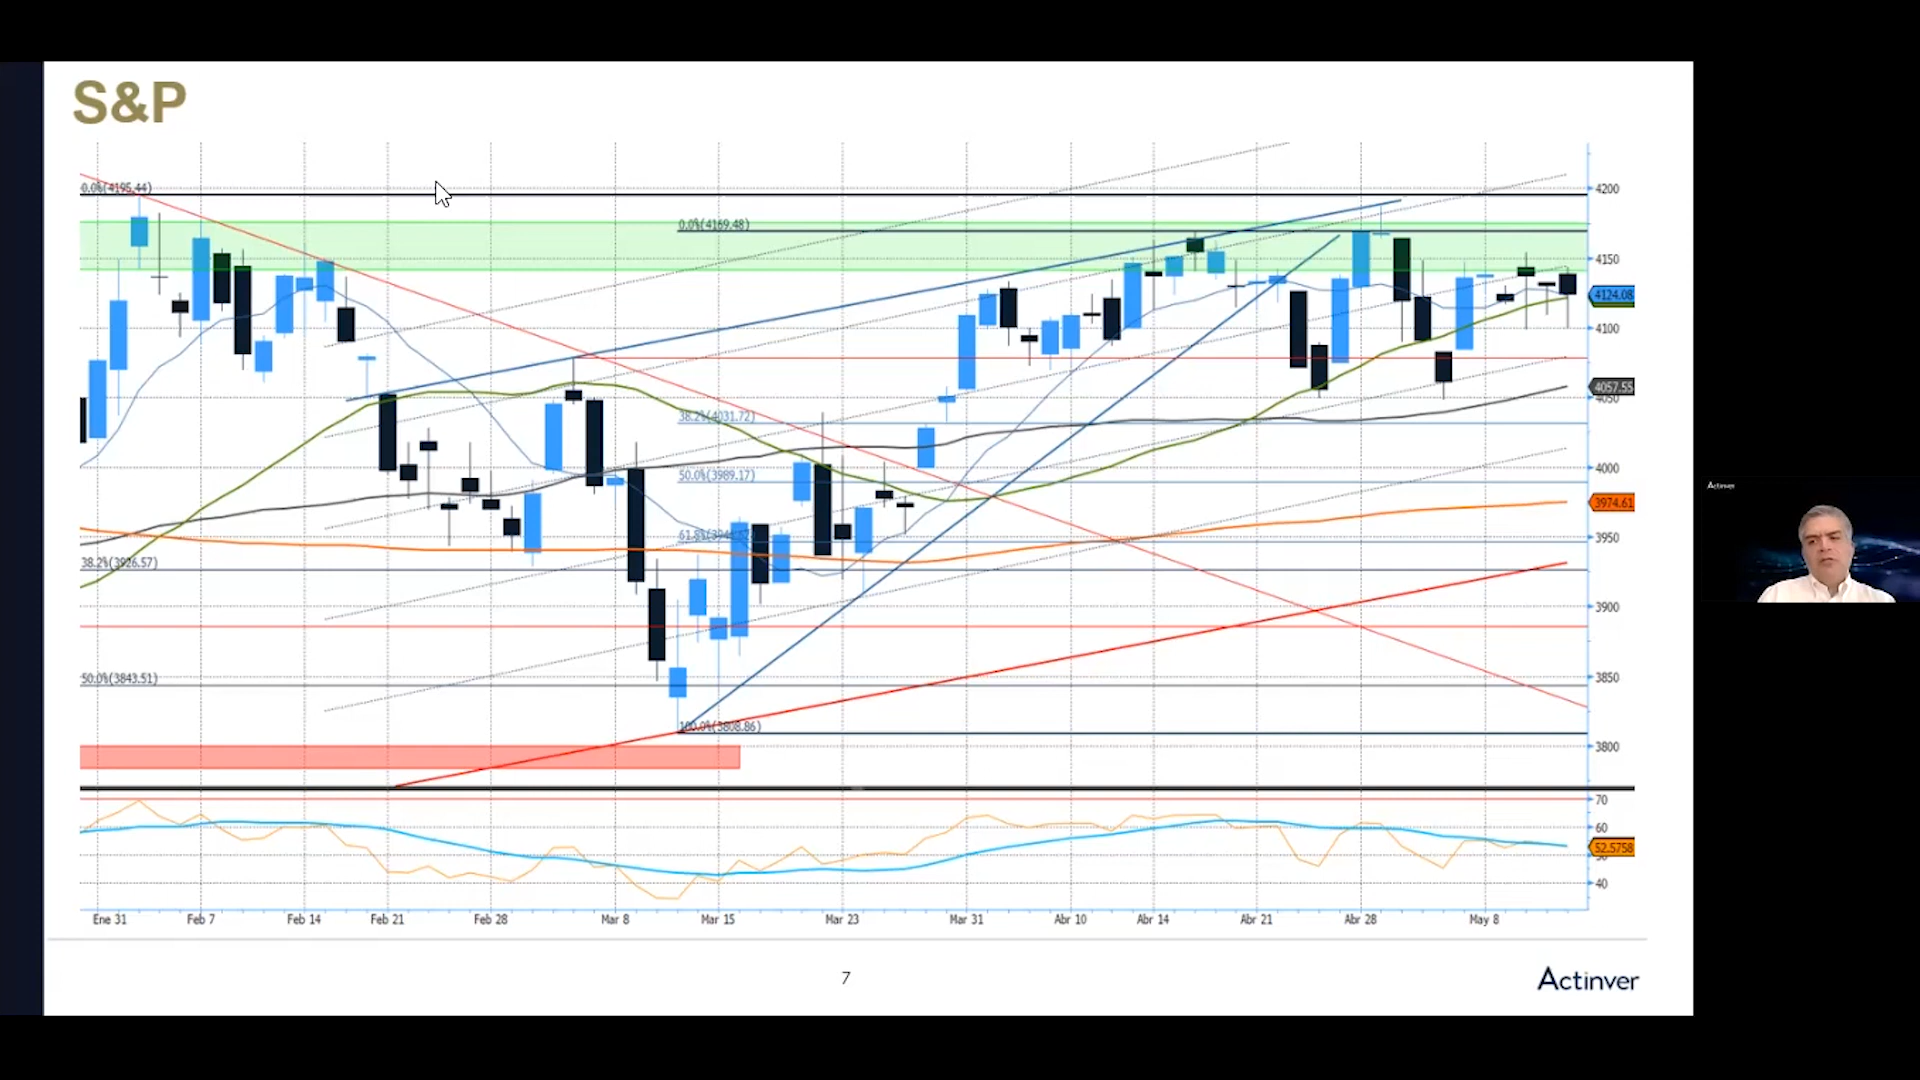 S&P
0.0%(4195.44)
0.0%(4169.48)
38.2%(4031.72)
50.0%(3989.17)
38.2%(3926.57)
50.0%(3843.51)
100.0%(3808.86)
4200
4150
4124.08
4100
4057.55
4050
4000
3974.61
3950
3900
3850
3800
70
60
52.5758
40
Ene 31
Feb 7
Feb 14
Feb 21
Feb 28
Mar 8
Mar 15
Mar 23
Mar 31
Abr 10
Abr 14
Abr 21
Abr 28
May 8
7
Actinver
Actinver